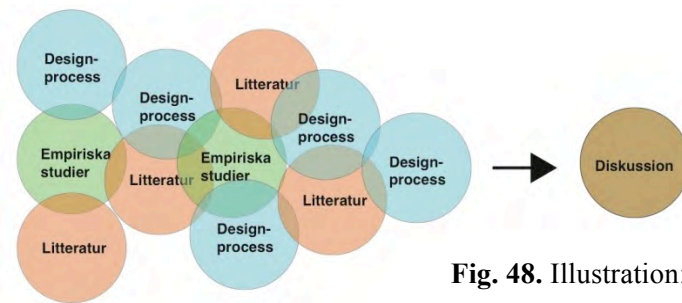 Design-
process
Design-
process
Litteratur
Design-
process
Empiriska
studier
Litteratur
Empiriska
studier
Litteratur
Design-
process
Diskussion
Litteratur
Design-
process
Fig. 48. Illustration: